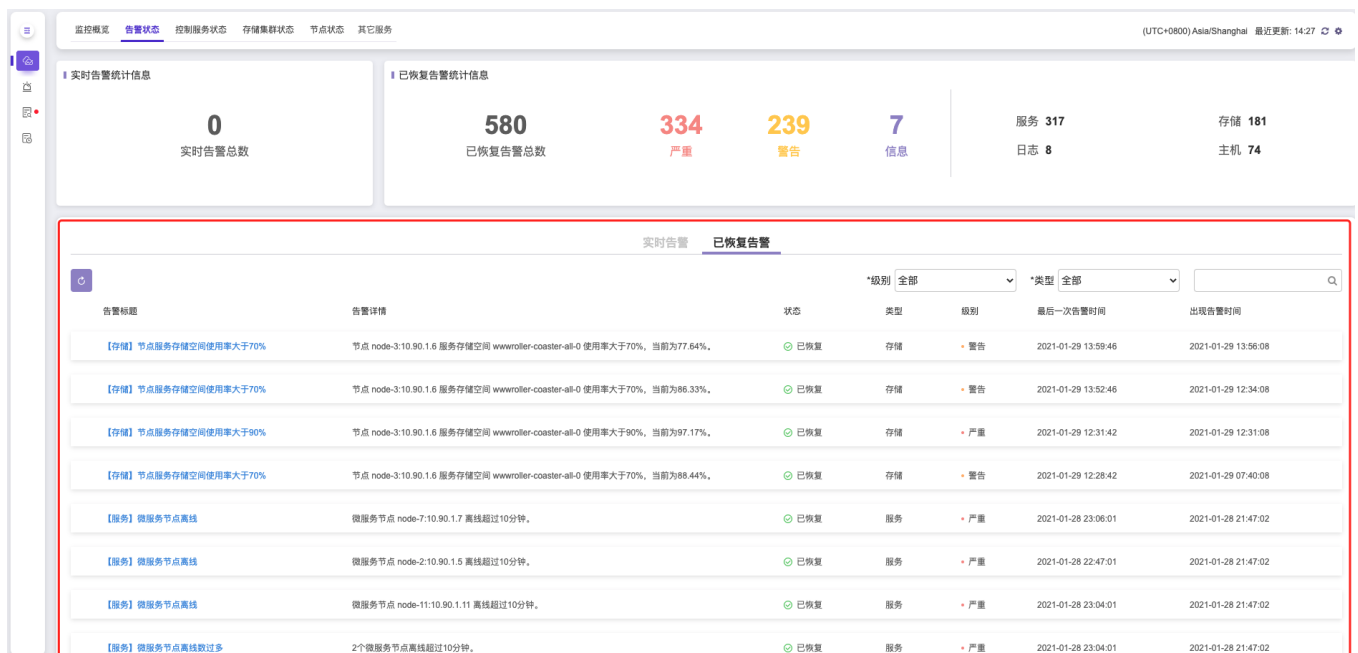 监控概览 告警状态 控制服务状态 存储集群状态 节点状态 其它服务 (UTC+0800) Asia/Shanghai 最近更新: 14:27
实时告警统计信息
0
实时告警总数
已恢复告警统计信息
580 334 239 7
已恢复告警总数 严重 警告 信息
服务 317 存储 181
日志 8 主机 74
实时告警 已恢复告警
*级别 全部 *类型 全部
告警标题 告警详情 状态 类型 级别 最后一次告警时间 出现告警时间
【存储】节点服务存储空间使用率大于70% 节点 node-3:10.90.1.6 服务存储空间 wwwroller-coaster-all-0 使用率大于70%，当前为77.64%。 已恢复 存储 警告 2021-01-29 13:59:46 2021-01-29 13:56:08
【存储】节点服务存储空间使用率大于70% 节点 node-3:10.90.1.6 服务存储空间 wwwroller-coaster-all-0 使用率大于70%，当前为86.33%。 已恢复 存储 警告 2021-01-29 13:52:46 2021-01-29 12:34:08
【存储】节点服务存储空间使用率大于90% 节点 node-3:10.90.1.6 服务存储空间 wwwroller-coaster-all-0 使用率大于90%，当前为97.17%。 已恢复 存储 严重 2021-01-29 12:31:42 2021-01-29 12:31:08
【存储】节点服务存储空间使用率大于70% 节点 node-3:10.90.1.6 服务存储空间 wwwroller-coaster-all-0 使用率大于70%，当前为88.44%。 已恢复 存储 警告 2021-01-29 12:28:42 2021-01-29 07:40:08
【服务】微服务节点离线 微服务节点 node-7:10.90.1.7 离线超过10分钟。 已恢复 服务 严重 2021-01-28 23:06:01 2021-01-28 21:47:02
【服务】微服务节点离线 微服务节点 node-2:10.90.1.5 离线超过10分钟。 已恢复 服务 严重 2021-01-28 22:47:01 2021-01-28 21:47:02
【服务】微服务节点离线 微服务节点 node-11:10.90.1.11 离线超过10分钟。 已恢复 服务 严重 2021-01-28 23:04:01 2021-01-28 21:47:02
【服务】微服务节点离线数过多 2个微服务节点离线超过10分钟。 已恢复 服务 严重 2021-01-28 23:04:01 2021-01-28 21:47:02